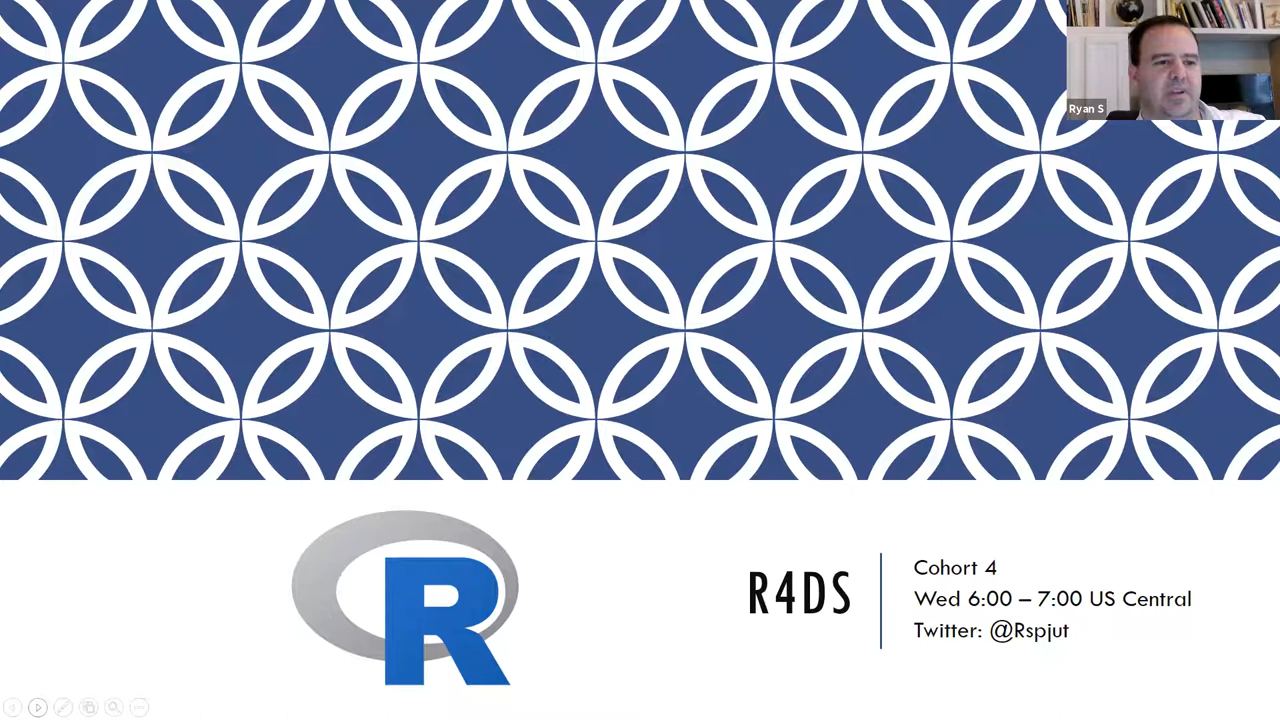 Ryan S
R
R4DS
Cohort 4
Wed 6:00 – 7:00 US Central
Twitter: @Rspjut